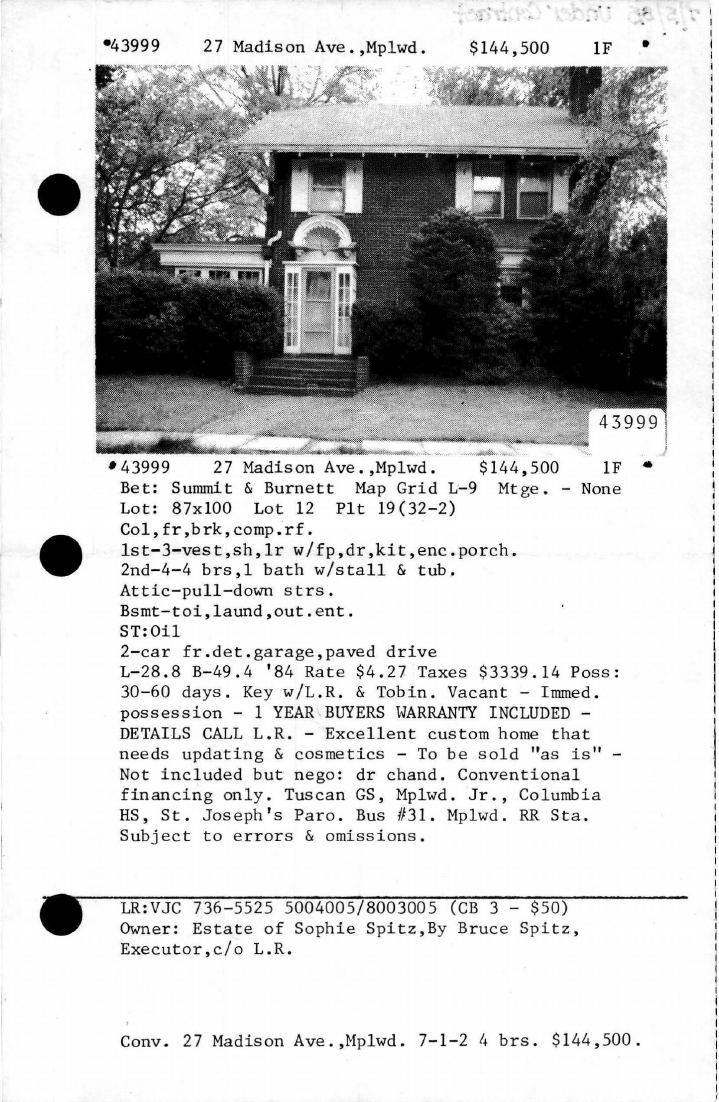 43999 27 Madison Ave.,Mplwd. $144,500 1F
43999
43999 27 Madison Ave.,Mplwd. $144,500 1F
Bet: Summit & Burnett Map Grid L-9 Mtge. - None
Lot: 87x100 Lot 12 Plt 19(32-2)
Col,fr,brk,comp.rf.
1st-3-vest,sh,lr w/fp,dr,kit,enc.porch.
2nd-4-4 brs,1 bath w/stall & tub.
Attic-pull-down strs.
Bsmt-toi,laund,out.ent.
ST:Oil
2-car fr.det.garage,paved drive
L-28.8 B-49.4 '84 Rate $4.27 Taxes $3339.14 Poss:
30-60 days. Key w/L.R. & Tobin. Vacant - Immed.
possession - 1 YEAR BUYERS WARRANTY INCLUDED -
DETAILS CALL L.R. - Excellent custom home that
needs updating & cosmetics - To be sold "as is" -
Not included but nego: dr chand. Conventional
financing only. Tuscan GS, Mplwd. Jr., Columbia
HS, St. Joseph's Paro. Bus #31. Mplwd. RR Sta.
Subject to errors & omissions.
LR:VJC 736-5525 5004005/8003005 (CB 3 - $50)
Owner: Estate of Sophie Spitz,By Bruce Spitz,
Executor,c/o L.R.
Conv. 27 Madison Ave.,Mplwd. 7-1-2 4 brs. $144,500.